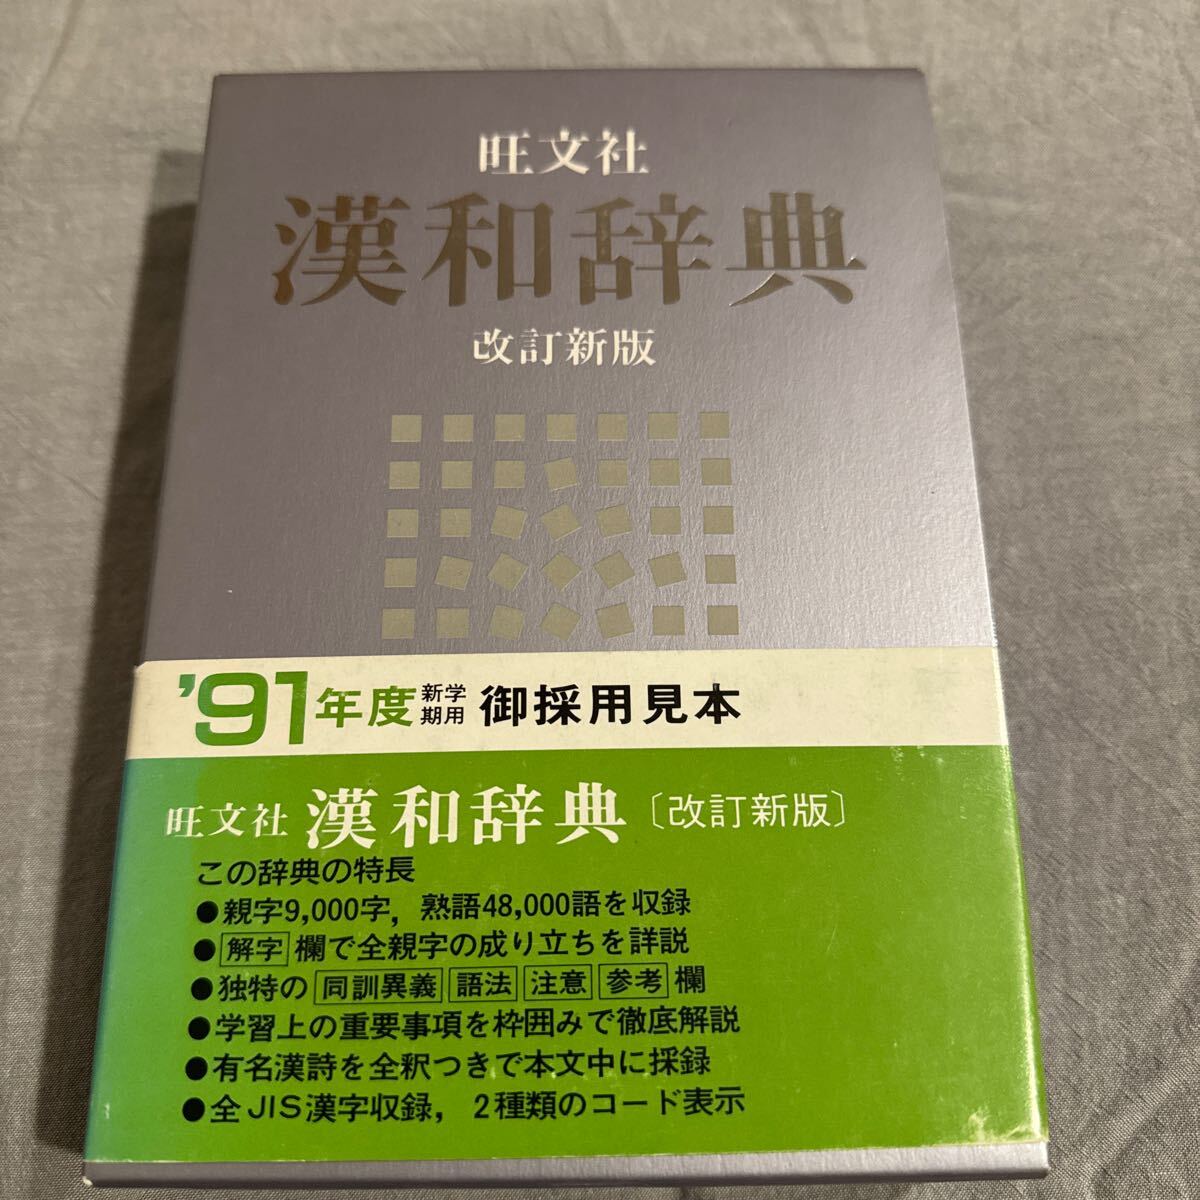 旺文社
漢和辞典
改訂新版
'91年度 新学期用 御採用見本
旺文社 漢和辞典〔改訂新版〕
この辞典の特長
●親字9,000字，熟語48,000語を収録
●解字欄で全親字の成り立ちを詳説
●独特の同訓異義 語法 注意 参考欄
●学習上の重要事項を枠囲みで徹底解説
●有名漢詩を全釈つきで本文中に採録
●全JIS漢字収録，2種類のコード表示